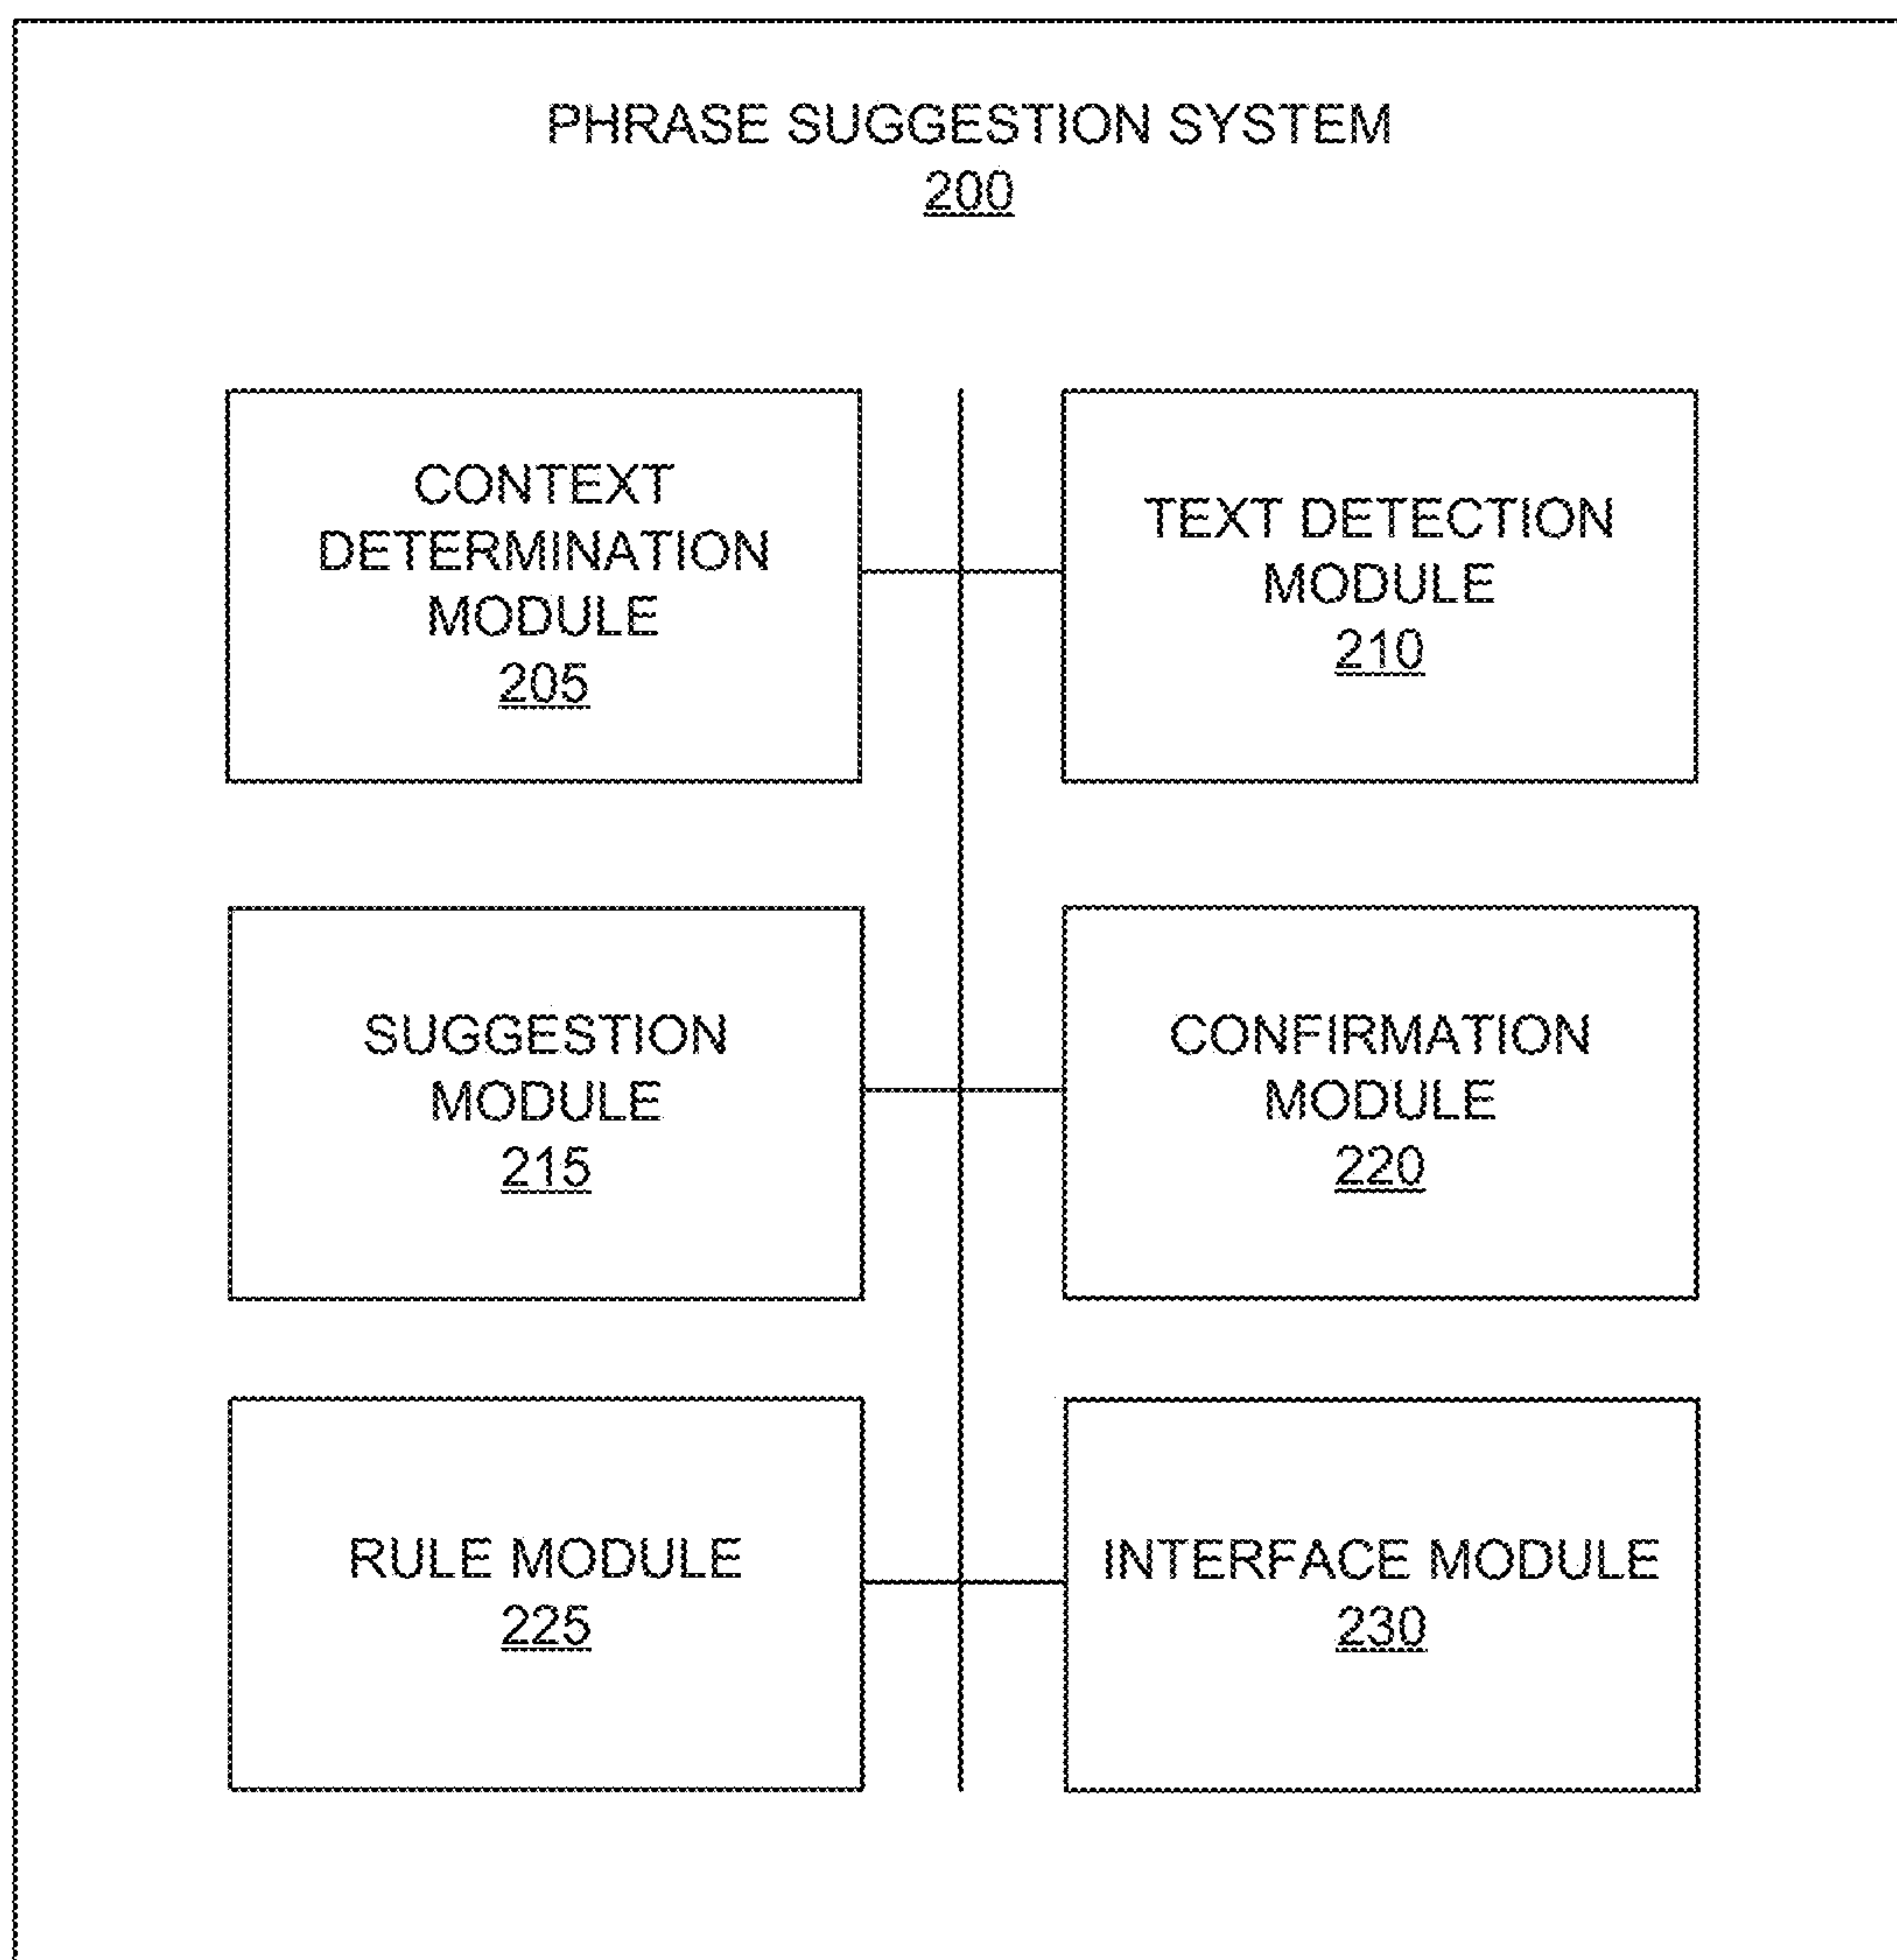 PHRASE SUGGESTION SYSTEM
200
CONTEXT
DETERMINATION
MODULE
205
TEXT DETECTION
MODULE
210
SUGGESTION
MODULE
215
CONFIRMATION
MODULE
220
RULE MODULE
225
INTERFACE MODULE
230